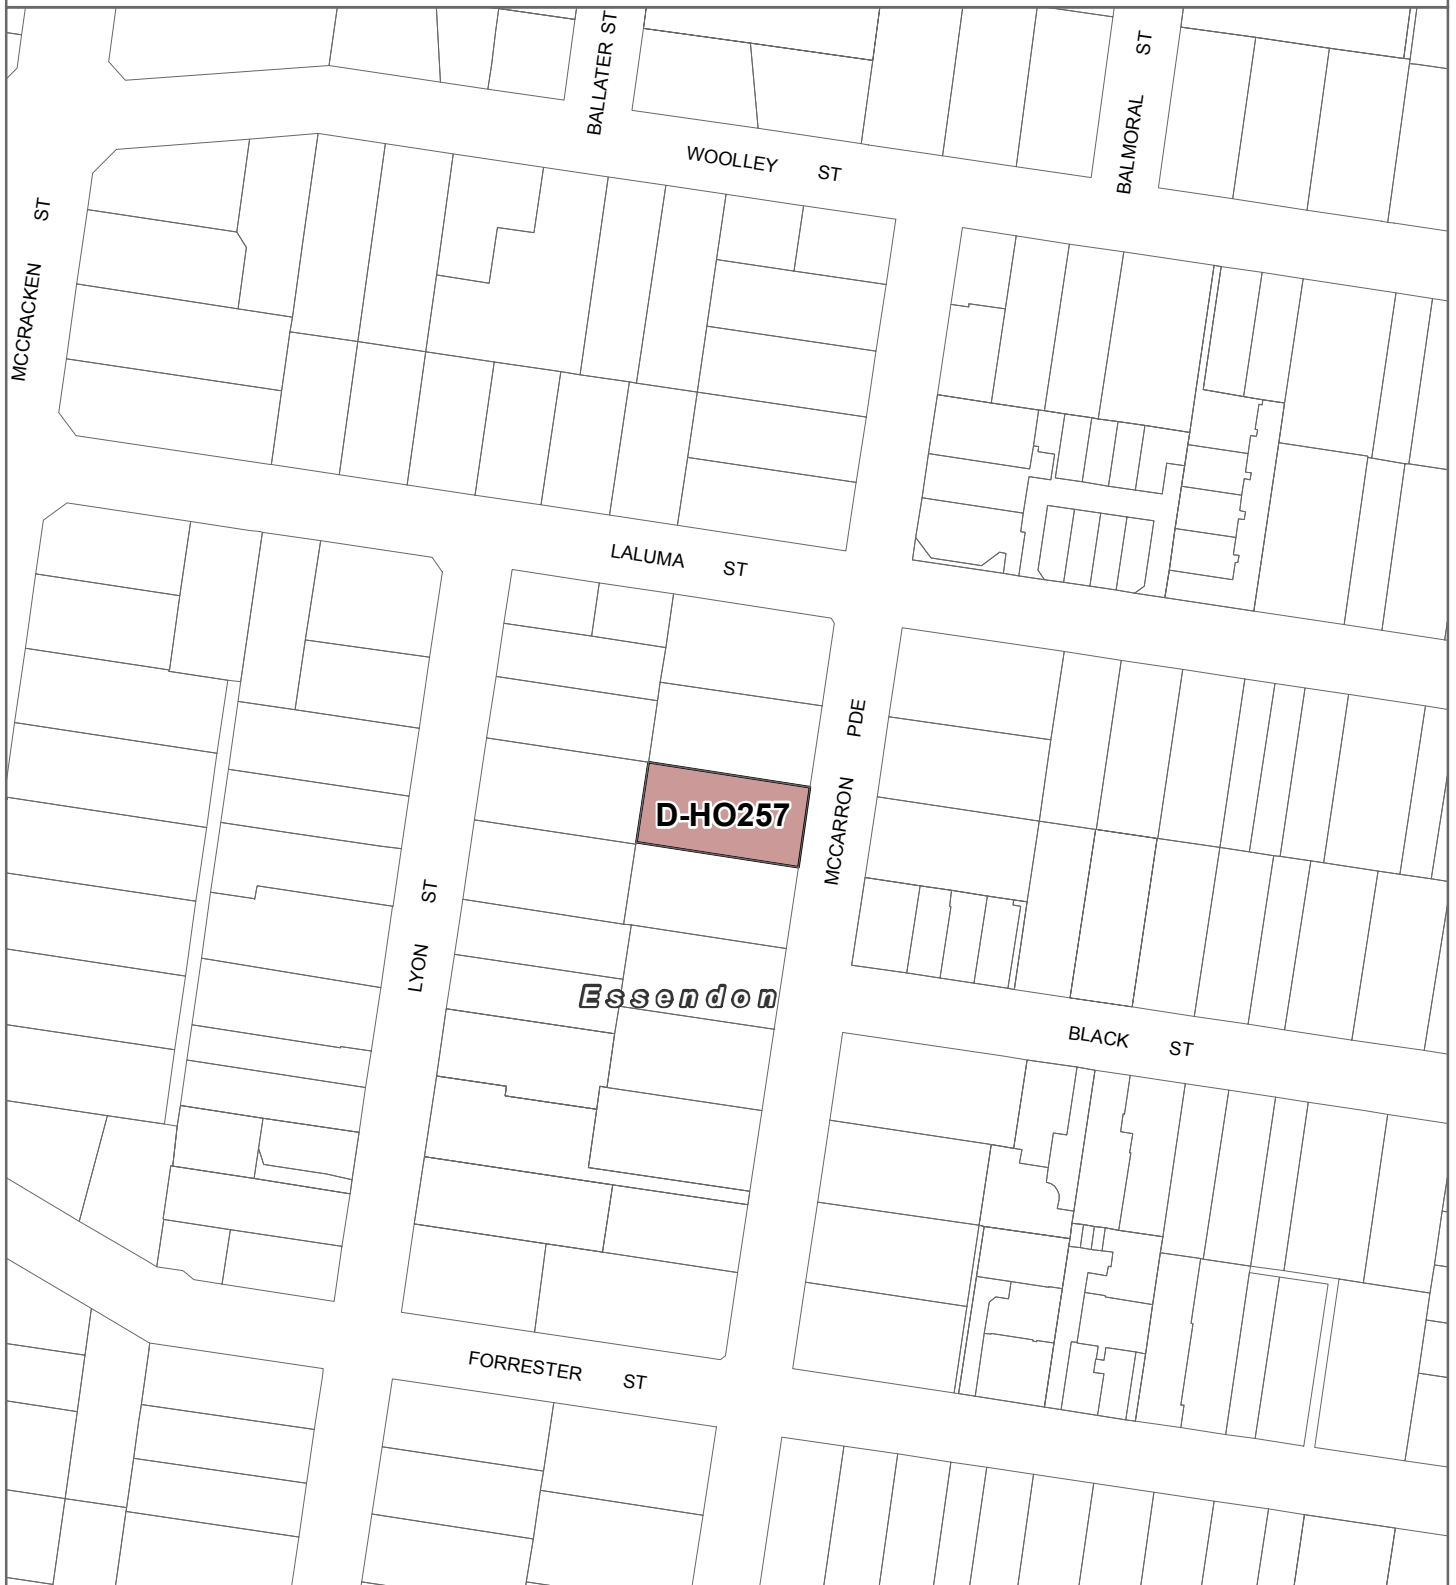 BALLATER ST
BALMORAL ST
WOOLLEY ST
MCCRACKEN ST
LALUMA ST
MCCARRON PDE
D-HO257
LYON ST
Essendon
BLACK ST
FORRESTER ST